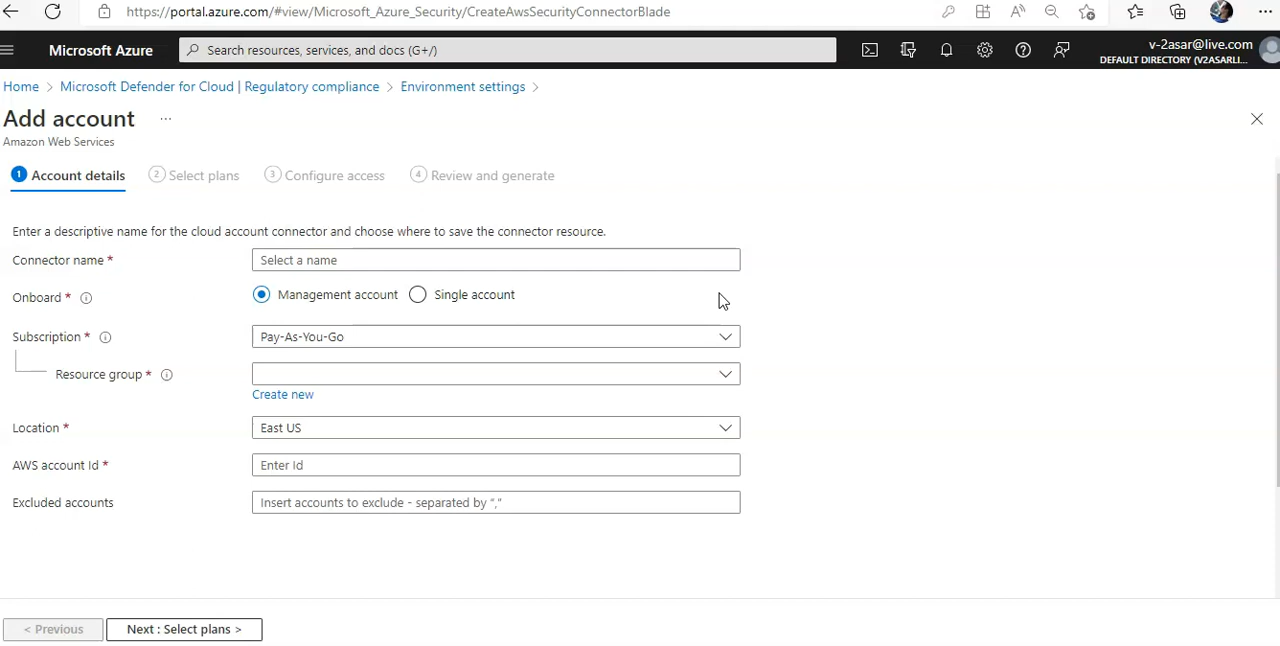 https://portal.azure.com/#view/Microsoft_Azure_Security/CreateAwsSecurityConnectorBlade
Microsoft Azure
Search resources, services, and docs (G+/)
v-2asar@live.com
DEFAULT DIRECTORY (V2ASARLI...
Home > Microsoft Defender for Cloud | Regulatory compliance > Environment settings >
Add account ...
Amazon Web Services
1 Account details 2 Select plans 3 Configure access 4 Review and generate
Enter a descriptive name for the cloud account connector and choose where to save the connector resource.
Connector name * Select a name
Onboard * Management account Single account
Subscription * Pay-As-You-Go
Resource group *
Create new
Location * East US
AWS account Id * Enter Id
Excluded accounts Insert accounts to exclude - separated by ","
< Previous Next : Select plans >